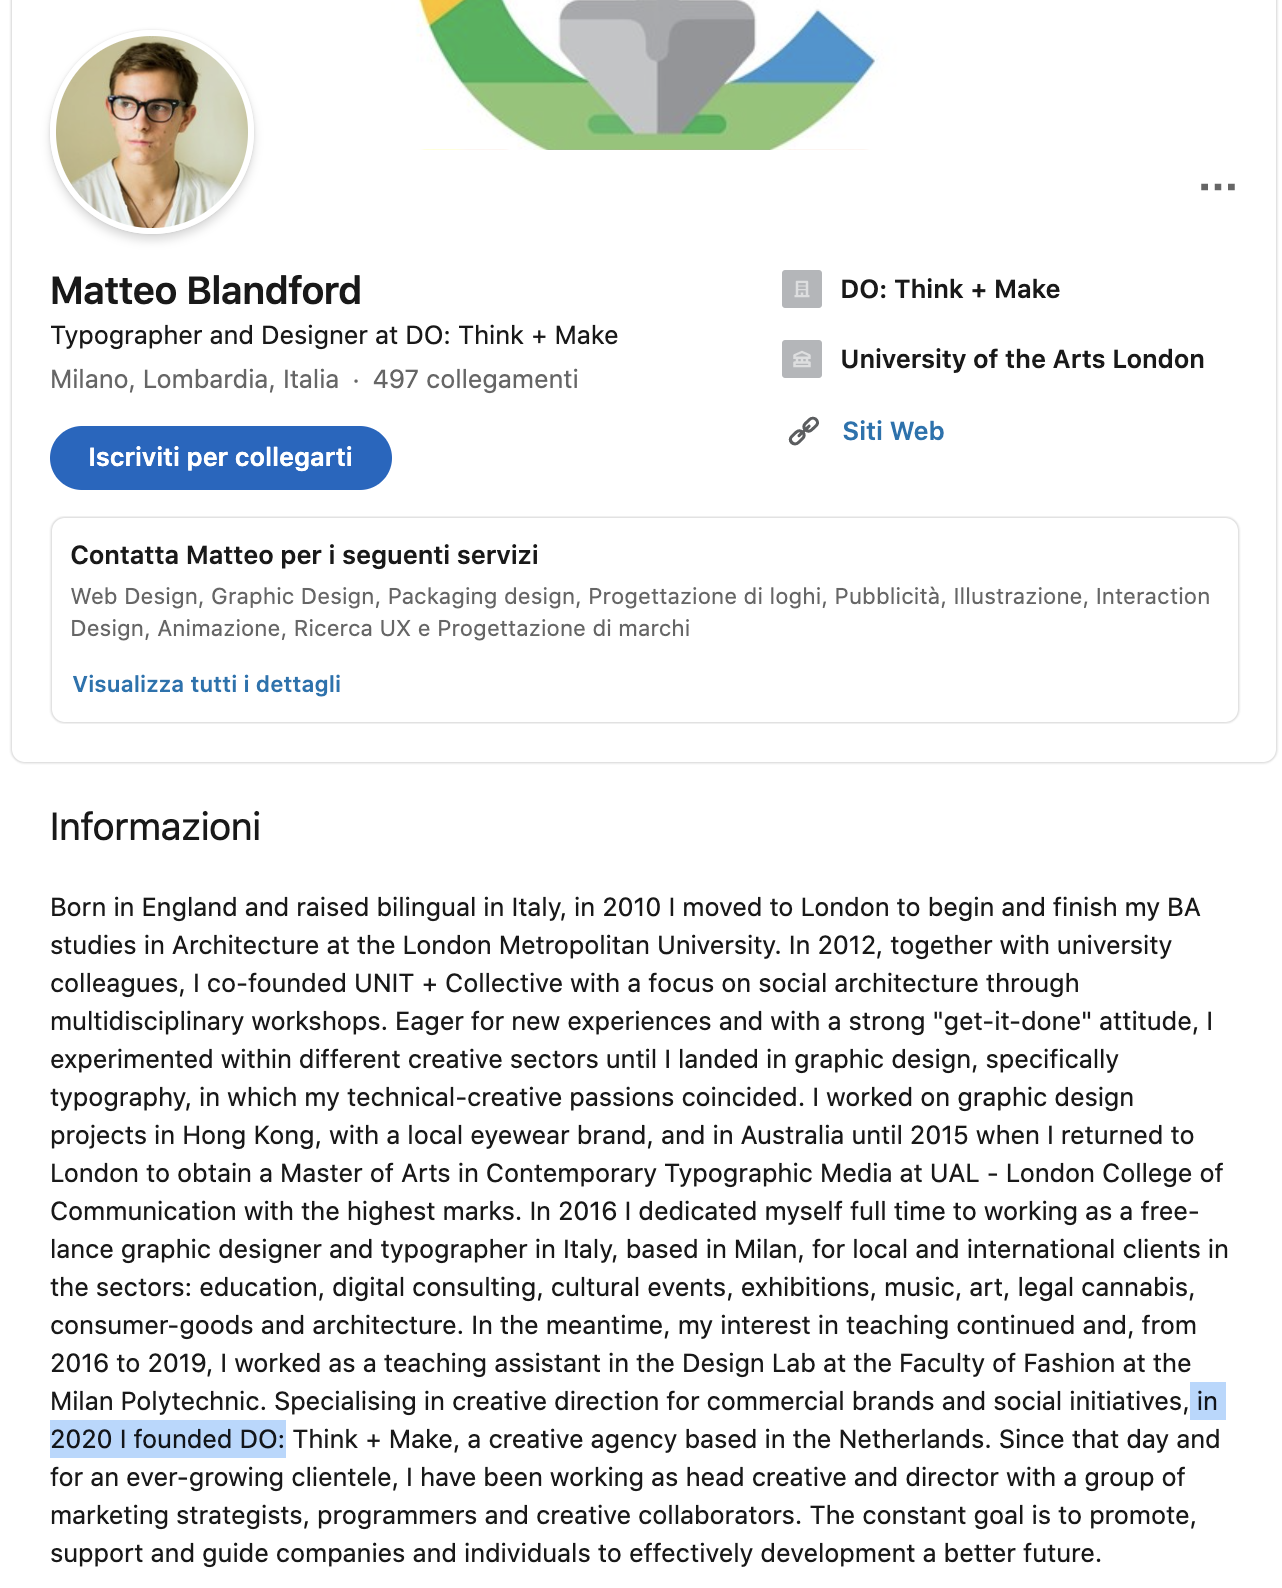 Matteo Blandford
Typographer and Designer at DO: Think + Make
Milano, Lombardia, Italia · 497 collegamenti
Iscriviti per collegarti
DO: Think + Make
University of the Arts London
Siti Web
Contatta Matteo per i seguenti servizi
Web Design, Graphic Design, Packaging design, Progettazione di loghi, Pubblicità, Illustrazione, Interaction
Design, Animazione, Ricerca UX e Progettazione di marchi
Visualizza tutti i dettagli
Informazioni
Born in England and raised bilingual in Italy, in 2010 I moved to London to begin and finish my BA
studies in Architecture at the London Metropolitan University. In 2012, together with university
colleagues, I co-founded UNIT + Collective with a focus on social architecture through
multidisciplinary workshops. Eager for new experiences and with a strong "get-it-done" attitude, I
experimented within different creative sectors until I landed in graphic design, specifically
typography, in which my technical-creative passions coincided. I worked on graphic design
projects in Hong Kong, with a local eyewear brand, and in Australia until 2015 when I returned to
London to obtain a Master of Arts in Contemporary Typographic Media at UAL - London College of
Communication with the highest marks. In 2016 I dedicated myself full time to working as a free-
lance graphic designer and typographer in Italy, based in Milan, for local and international clients in
the sectors: education, digital consulting, cultural events, exhibitions, music, art, legal cannabis,
consumer-goods and architecture. In the meantime, my interest in teaching continued and, from
2016 to 2019, I worked as a teaching assistant in the Design Lab at the Faculty of Fashion at the
Milan Polytechnic. Specialising in creative direction for commercial brands and social initiatives, in
2020 I founded DO: Think + Make, a creative agency based in the Netherlands. Since that day and
for an ever-growing clientele, I have been working as head creative and director with a group of
marketing strategists, programmers and creative collaborators. The constant goal is to promote,
support and guide companies and individuals to effectively development a better future.